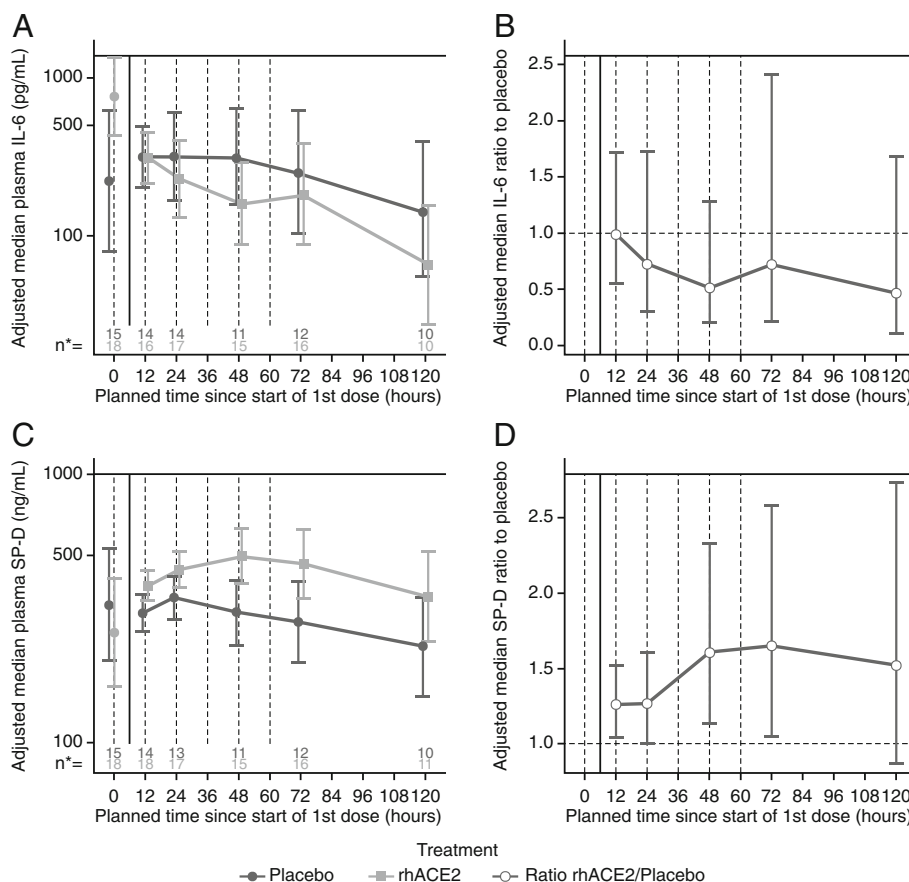 A
Adjusted median plasma IL-6 (pg/mL)
1000
500
100
n*=
15 14 14 11 12 10
18 16 17 15 16 10
0 12 24 36 48 60 72 84 96 108 120
Planned time since start of 1st dose (hours)
B
Adjusted median IL-6 ratio to placebo
2.5
2.0
1.5
1.0
0.5
0.0
0 12 24 36 48 60 72 84 96 108 120
Planned time since start of 1st dose (hours)
C
Adjusted median plasma SP-D (ng/mL)
1000
500
100
n*=
15 14 13 11 12 10
18 18 17 15 16 11
0 12 24 36 48 60 72 84 96 108 120
Planned time since start of 1st dose (hours)
D
Adjusted median SP-D ratio to placebo
2.5
2.0
1.5
1.0
0 12 24 36 48 60 72 84 96 108 120
Planned time since start of 1st dose (hours)
Treatment
Placebo rhACE2 Ratio rhACE2/Placebo